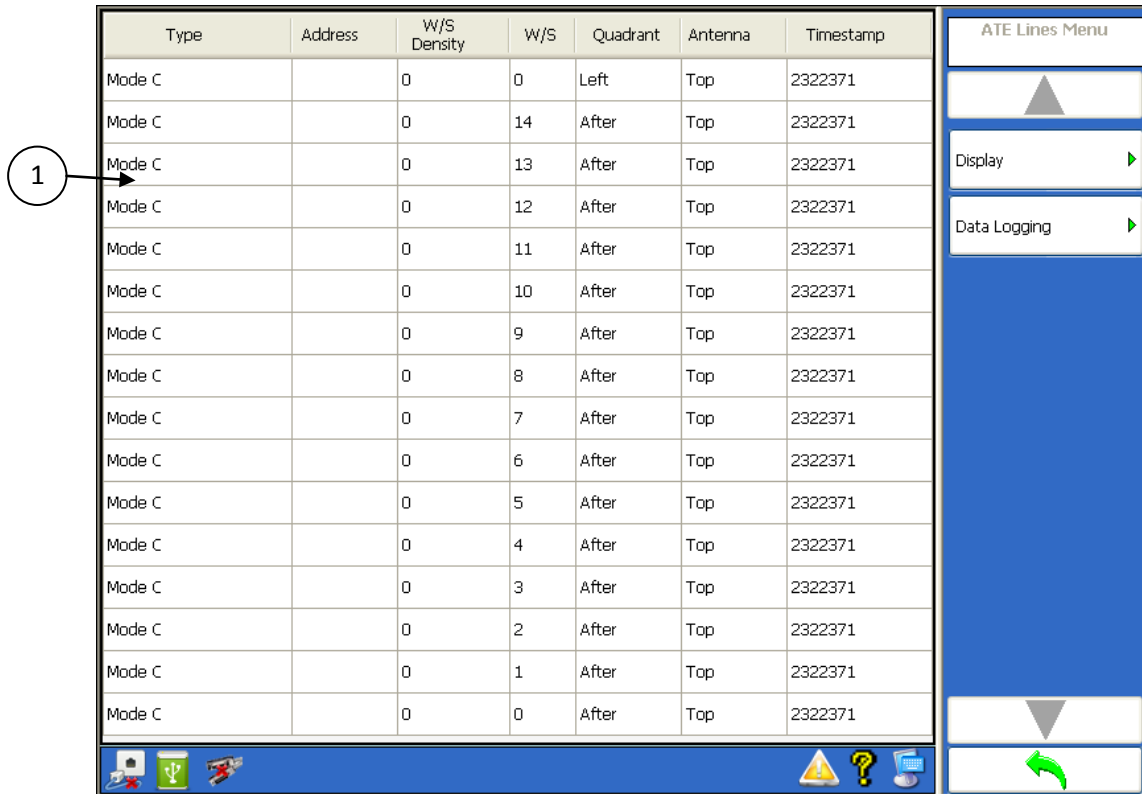 Type Address W/S Density W/S Quadrant Antenna Timestamp
Mode C 0 0 Left Top 2322371
Mode C 0 14 After Top 2322371
Mode C 0 13 After Top 2322371
Mode C 0 12 After Top 2322371
Mode C 0 11 After Top 2322371
Mode C 0 10 After Top 2322371
Mode C 0 9 After Top 2322371
Mode C 0 8 After Top 2322371
Mode C 0 7 After Top 2322371
Mode C 0 6 After Top 2322371
Mode C 0 5 After Top 2322371
Mode C 0 4 After Top 2322371
Mode C 0 3 After Top 2322371
Mode C 0 2 After Top 2322371
Mode C 0 1 After Top 2322371
Mode C 0 0 After Top 2322371
1
ATE Lines Menu
Display
Data Logging